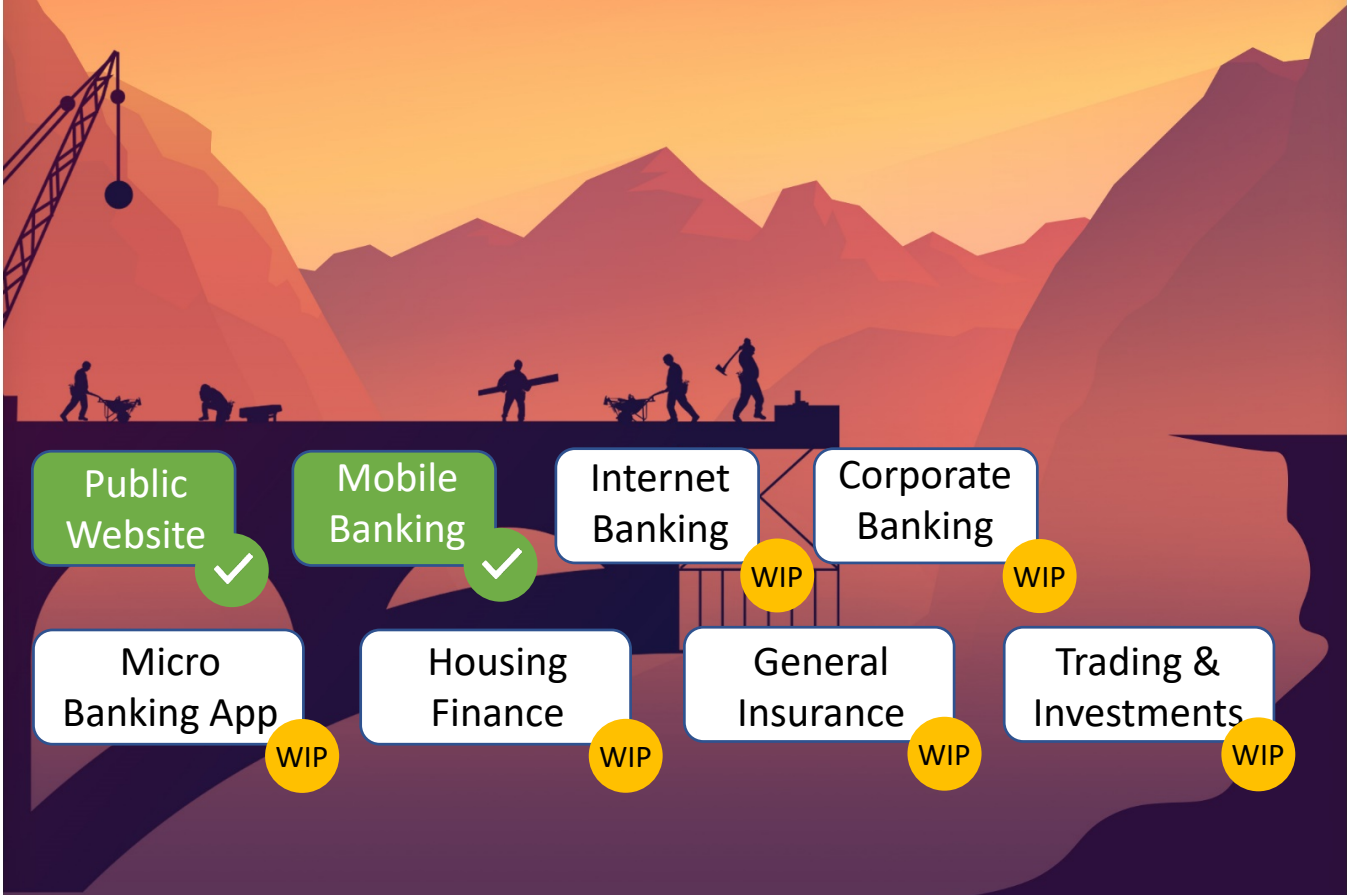 Public
Website
Mobile
Banking
Internet
Banking
WIP
Corporate
Banking
WIP
Micro
Banking App
WIP
Housing
Finance
WIP
General
Insurance
WIP
Trading &
Investments
WIP